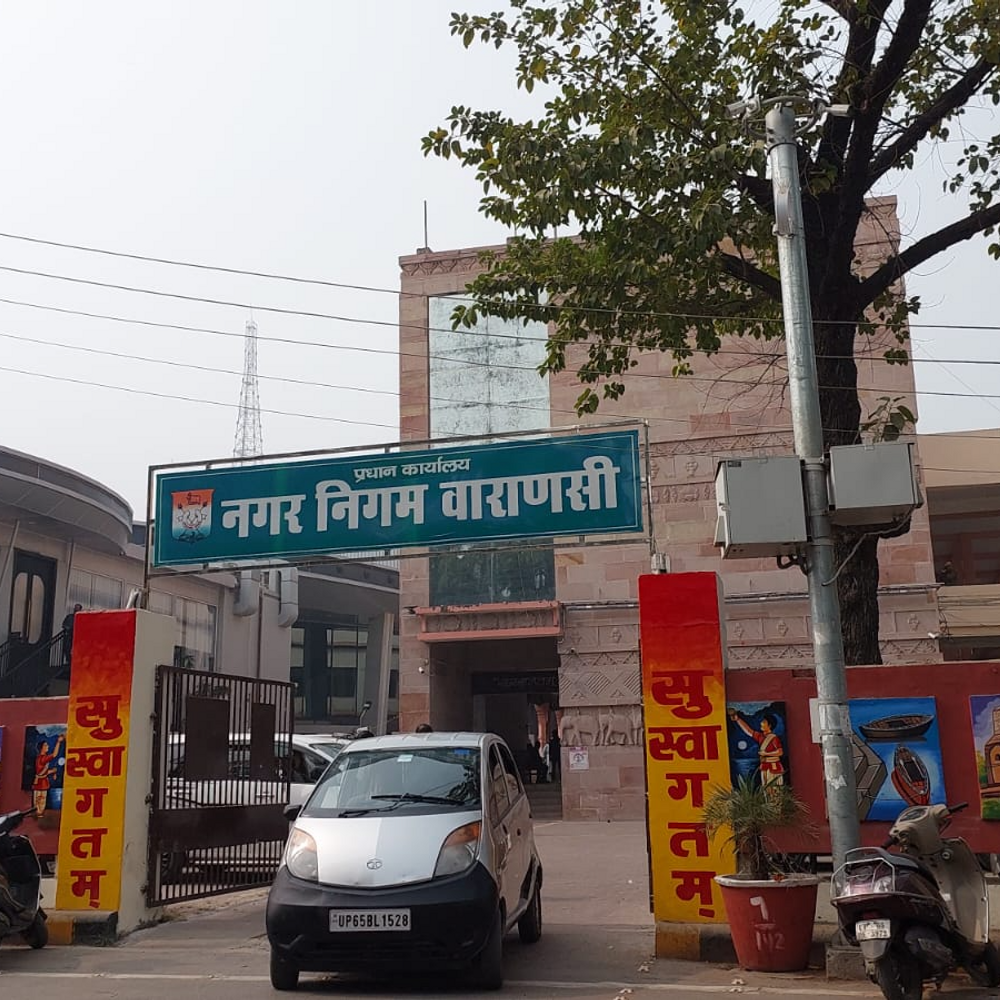 प्रधान कार्यालय
नगर निगम वाराणसी
सु
स्वा
ग
त
म्
सु
स्वा
ग
त
म्
UP65BL1528